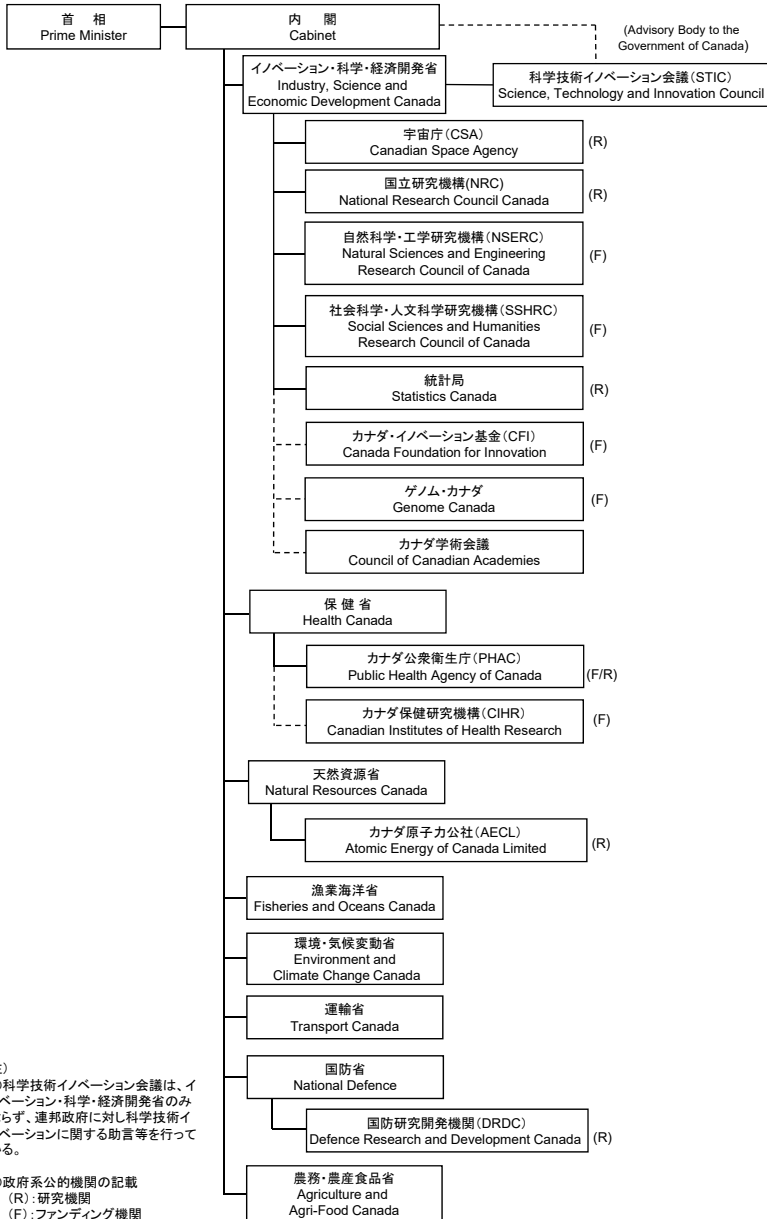 首 相
Prime Minister
内 閣
Cabinet
(Advisory Body to the
Government of Canada)
イノベーション・科学・経済開発省
Industry, Science and
Economic Development Canada
科学技術イノベーション会議(STIC)
Science, Technology and Innovation Council
宇宙庁(CSA)
Canadian Space Agency
(R)
国立研究機構(NRC)
National Research Council Canada
(R)
自然科学・工学研究機構(NSERC)
Natural Sciences and Engineering
Research Council of Canada
(F)
社会科学・人文科学研究機構(SSHRC)
Social Sciences and Humanities
Research Council of Canada
(F)
統計局
Statistics Canada
(R)
カナダ・イノベーション基金(CFI)
Canada Foundation for Innovation
(F)
ゲノム・カナダ
Genome Canada
(F)
カナダ学術会議
Council of Canadian Academies
保 健 省
Health Canada
カナダ公衆衛生庁(PHAC)
Public Health Agency of Canada
(F/R)
カナダ保健研究機構(CIHR)
Canadian Institutes of Health Research
(F)
天然資源省
Natural Resources Canada
カナダ原子力公社(AECL)
Atomic Energy of Canada Limited
(R)
漁業海洋省
Fisheries and Oceans Canada
環境・気候変動省
Environment and
Climate Change Canada
運輸省
Transport Canada
国防省
National Defence
国防研究開発機関(DRDC)
Defence Research and Development Canada
(R)
農務・農産食品省
Agriculture and
Agri-Food Canada
)
科学技術イノベーション会議は、イ
ベーション・科学・経済開発省のみ
らず、連邦政府に対し科学技術イ
ベーションに関する助言等を行って
る。
政府系公的機関の記載
(R):研究機関
(F):ファンディング機関